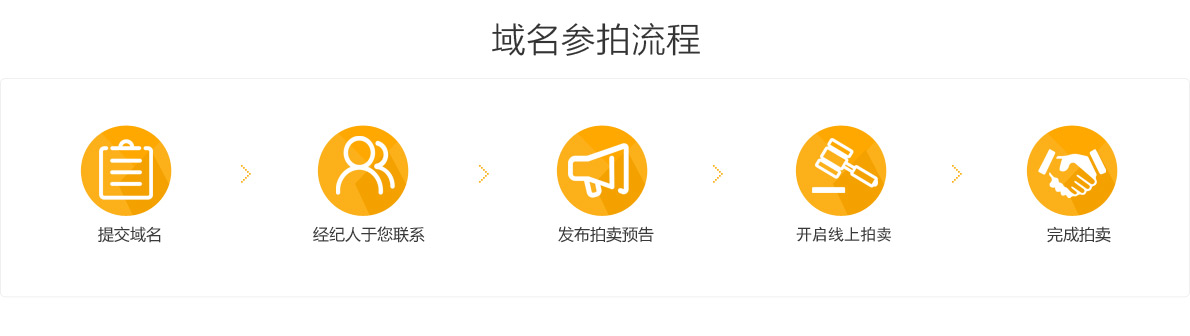 域名参拍流程
提交域名
经纪人于您联系
发布拍卖预告
开启线上拍卖
完成拍卖